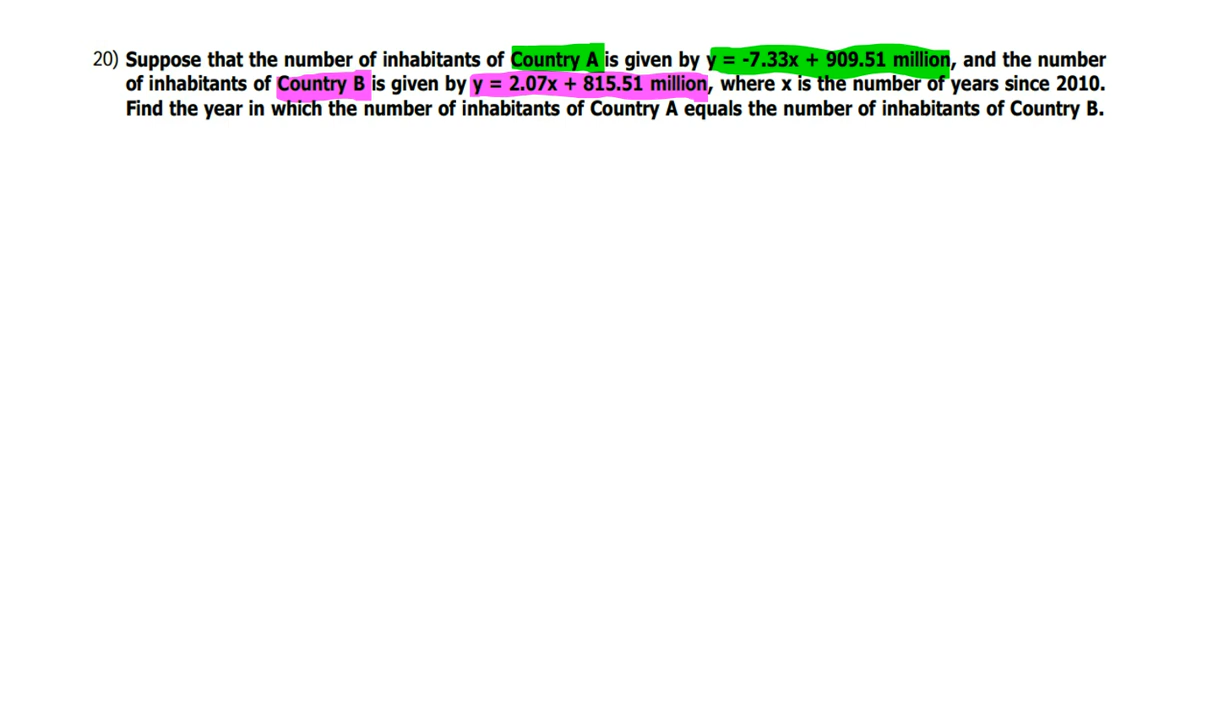 20) Suppose that the number of inhabitants of Country A is given by y = -7.33x + 909.51 million, and the number
of inhabitants of Country B is given by y = 2.07x + 815.51 million, where x is the number of years since 2010.
Find the year in which the number of inhabitants of Country A equals the number of inhabitants of Country B.